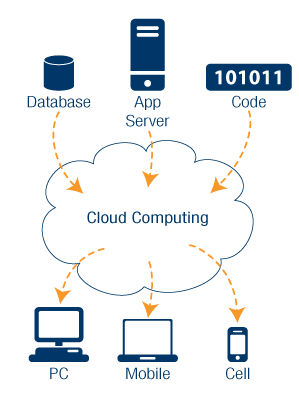 101011
Database
App
Server
Code
Cloud Computing
PC
Mobile
Cell